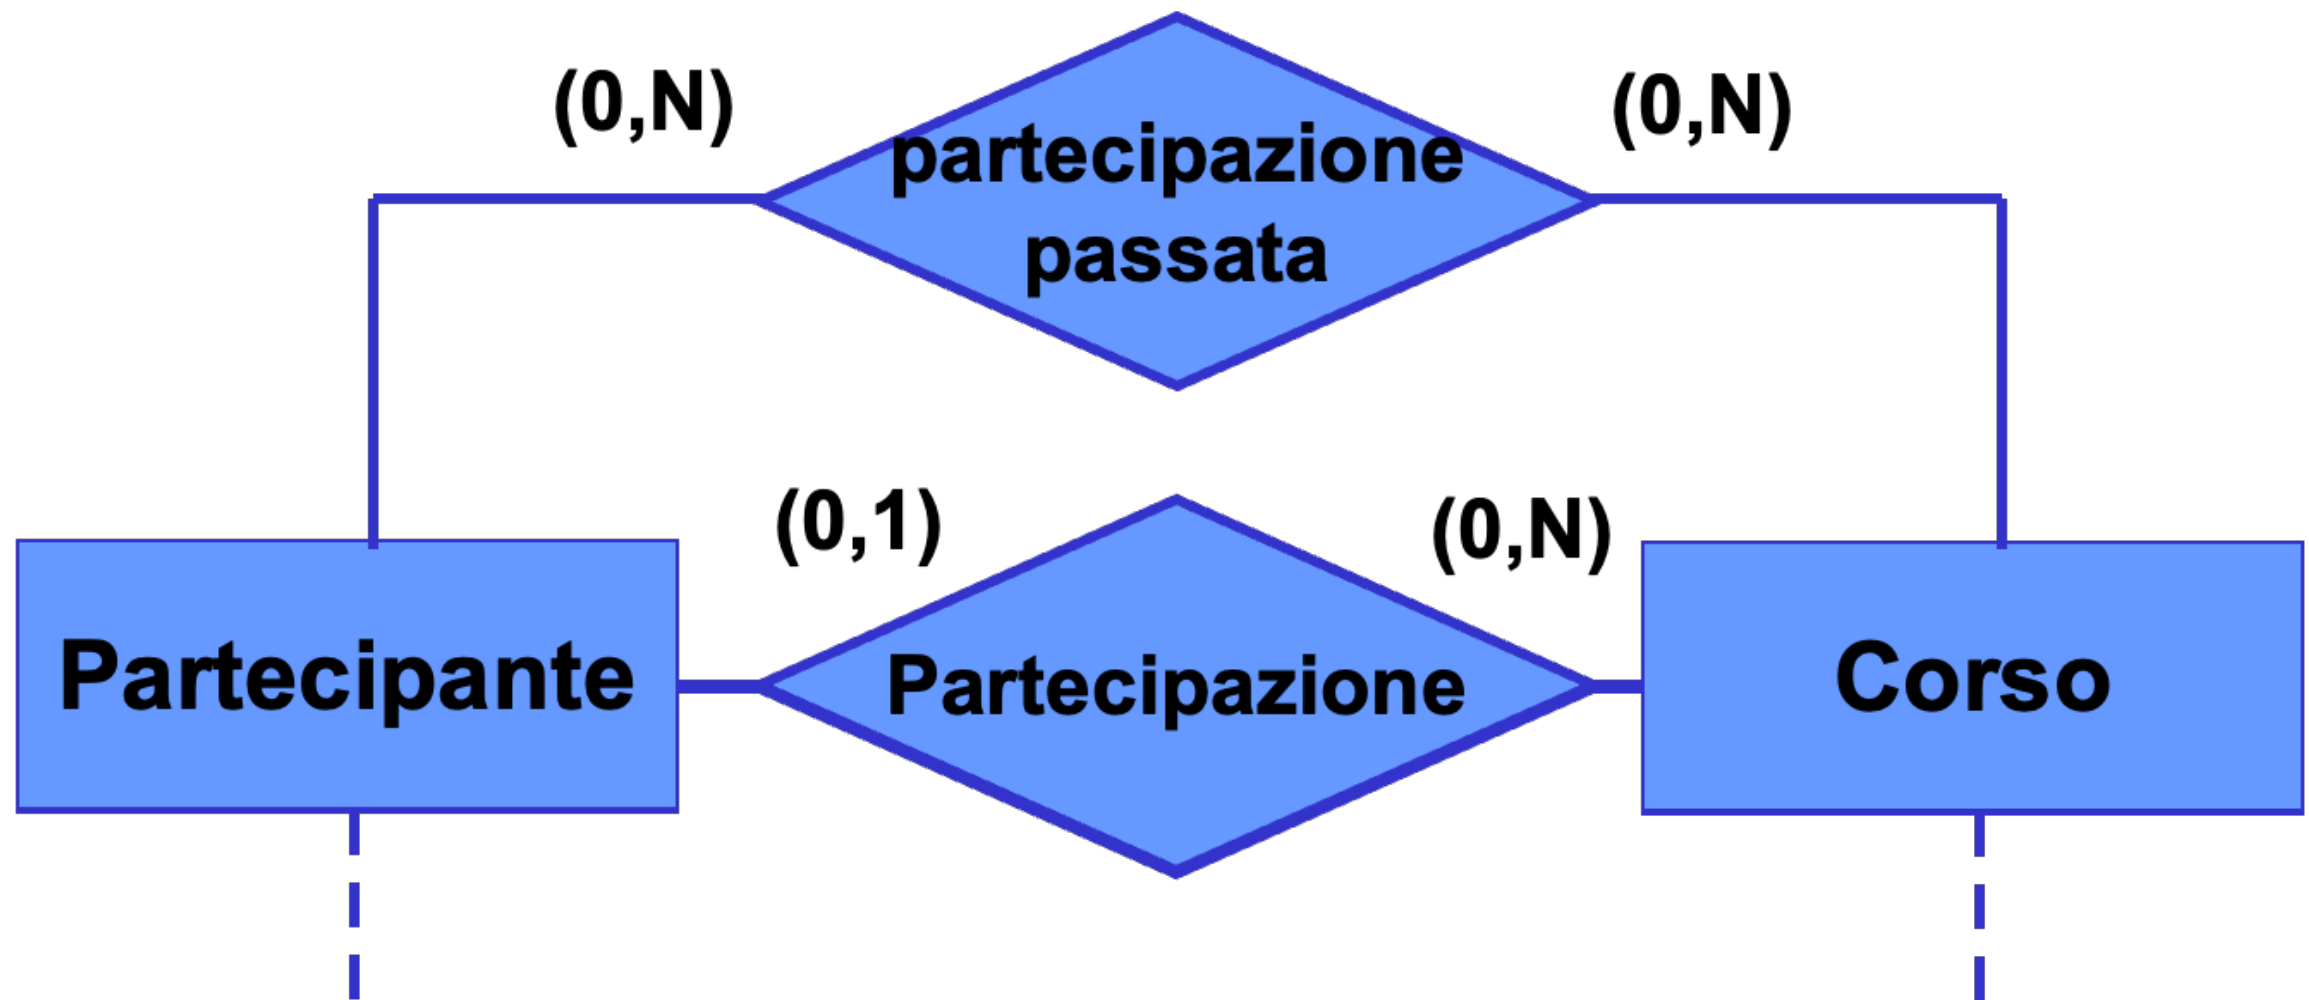 (0,N)
(0,N)
partecipazione
passata
(0,1)
(0,N)
Partecipante
Partecipazione
Corso